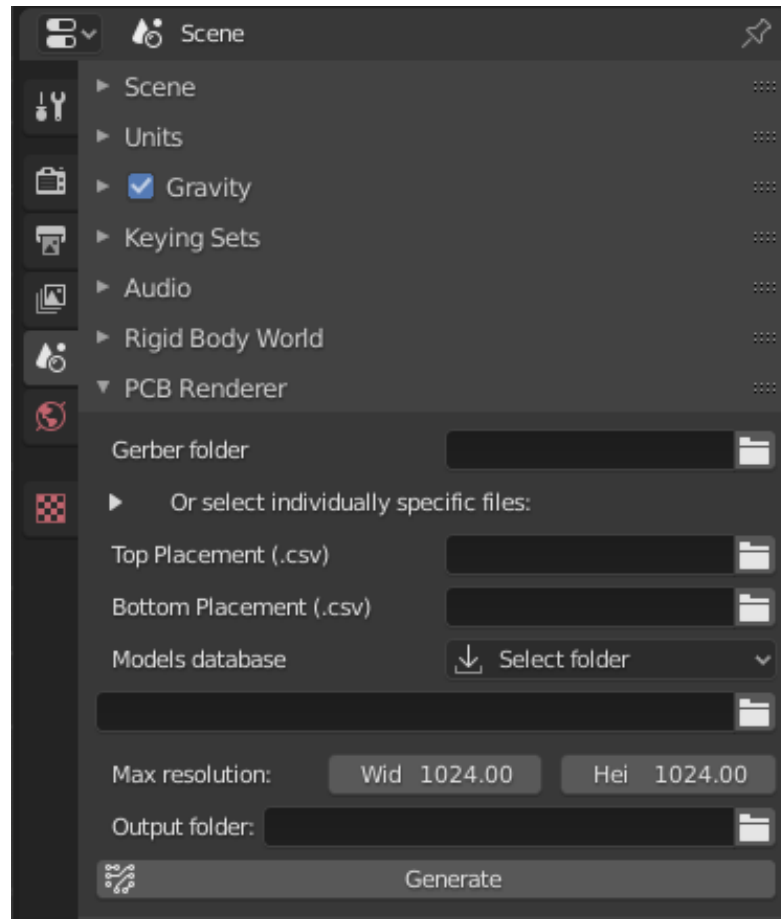 Scene
Scene
Units
Gravity
Keying Sets
Audio
Rigid Body World
PCB Renderer
Gerber folder
Or select individually specific files:
Top Placement (.csv)
Bottom Placement (.csv)
Models database Select folder
Max resolution: Wid 1024.00 Hei 1024.00
Output folder:
Generate